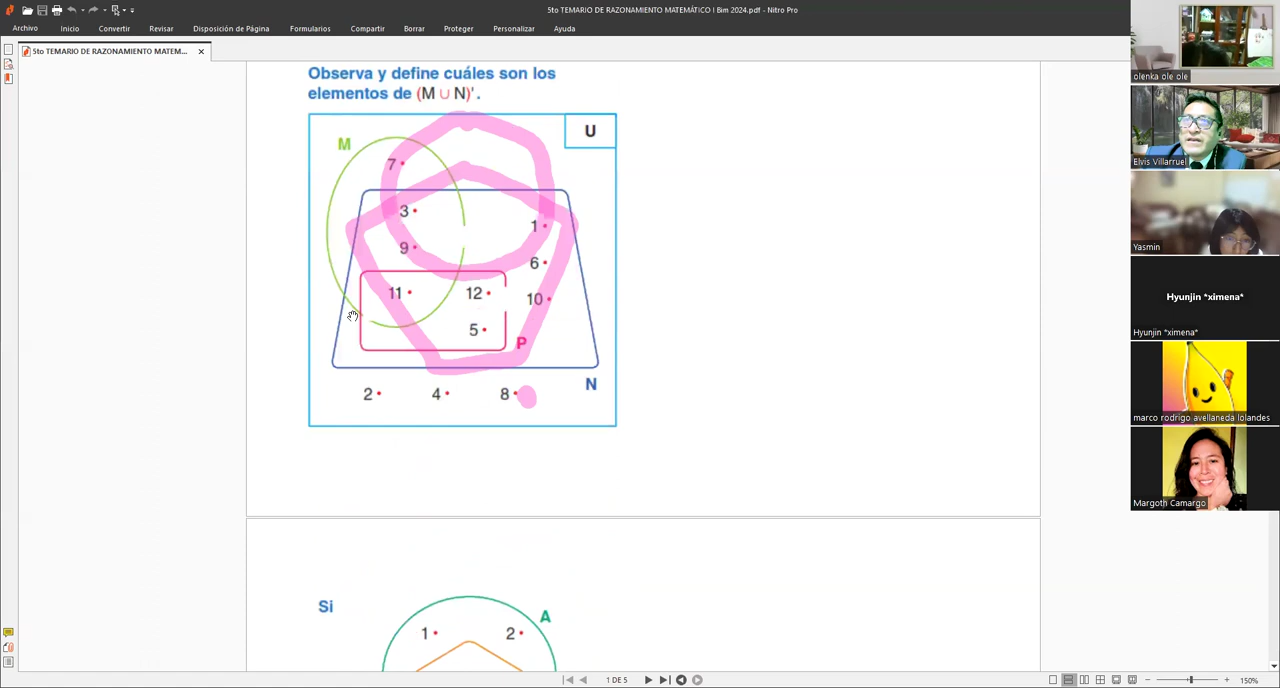 5to TEMARIO DE RAZONAMIENTO MATEMÁTICO I Bim 2024.pdf - Nitro Pro
Archivo Inicio Convertir Revisar Disposición de Página Formularios Compartir Borrar Proteger Personalizar Ayuda
5to TEMARIO DE RAZONAMIENTO MATEM...
Observa y define cuáles son los
elementos de (M ∪ N)'.
U
M
7
3
1
9
6
11
12
10
5
P
N
2
4
8
Si
A
1
2
1 DE 5
150%
olenka ole ole
Elvis Villarruel
Yasmin
Hyunjin *ximena*
Hyunjin *ximena*
marco rodrigo avellaneda lolandes
Margoth Camargo